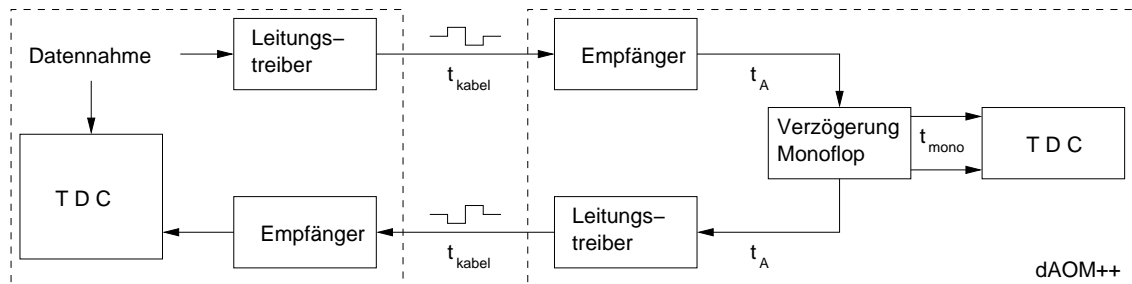 Datennahme
Leitungs–
treiber
t kabel
Empfänger
t A
Verzögerung
Monoflop
t mono
T D C
T D C
Empfänger
t kabel
Leitungs–
treiber
t A
dAOM++